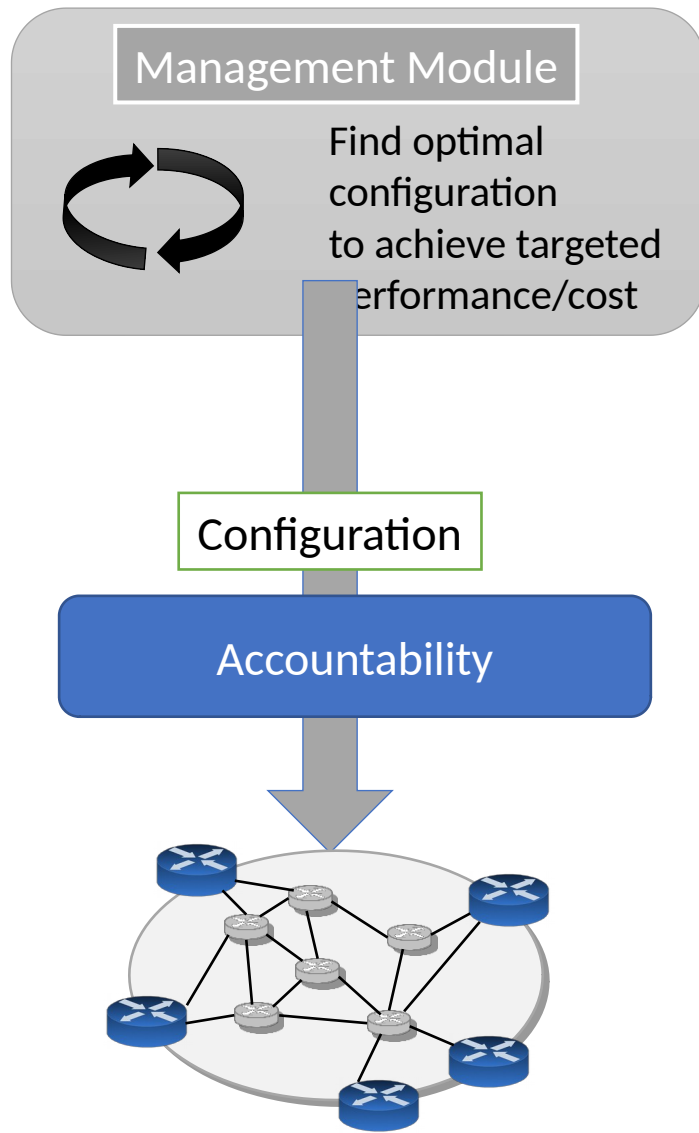 Management Module
Find optimal
configuration
to achieve targeted
erformance/cost
Configuration
Accountability